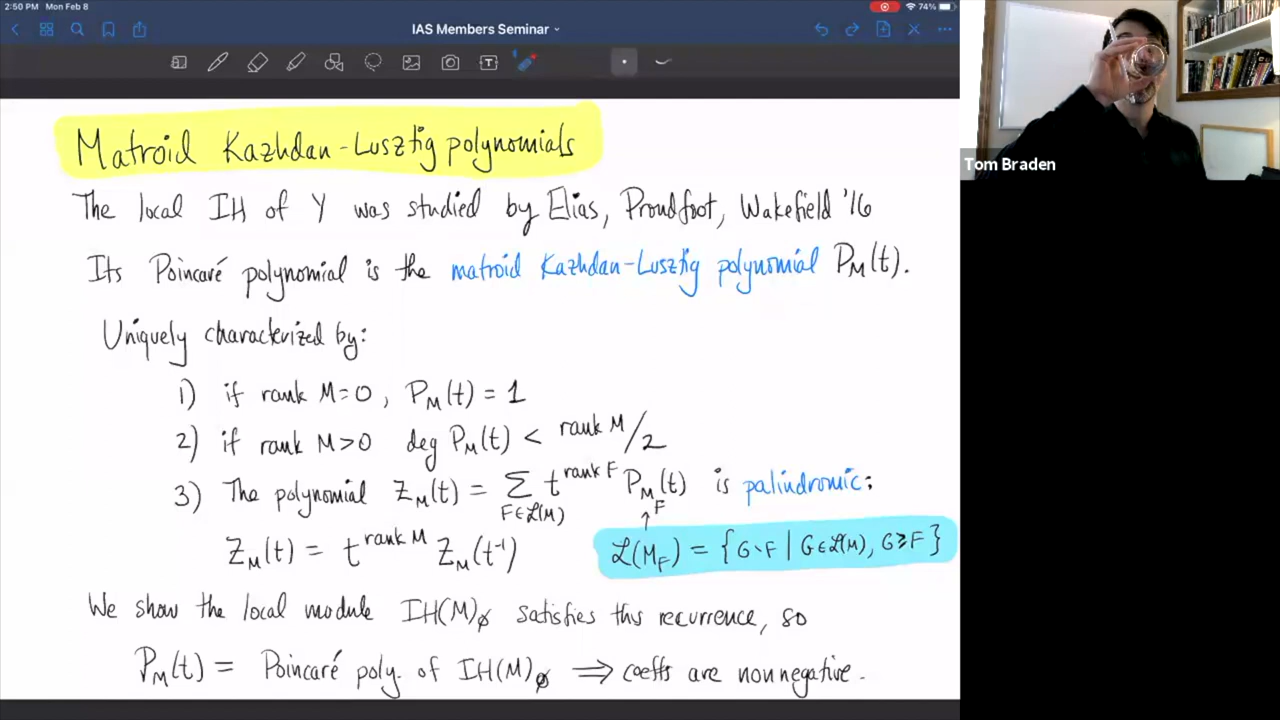 2:50 PM Mon Feb 8
74%
IAS Members Seminar
T
Matroid Kazhdan-Lusztig polynomials
The local IH of Y was studied by Elias, Proudfoot, Wakefield '16
Its Poincaré polynomial is the matroid Kazhdan-Lusztig polynomial P_M(t).
Uniquely characterized by:
1) if rank M=0, P_M(t) = 1
2) if rank M>0 deg P_M(t) < rank M/2
3) The polynomial Z_M(t) = Σ_{F∈ℒ(M)} t^{rank F} P_{M_F}(t) is palindromic:
Z_M(t) = t^{rank M} Z_M(t⁻¹)
ℒ(M_F) = {G∖F | G∈ℒ(M), G≥F}
We show the local module IH(M)_∅ satisfies this recurrence, so
P_M(t) = Poincaré poly. of IH(M)_∅ ⟹ coeffs are nonnegative.
Tom Braden